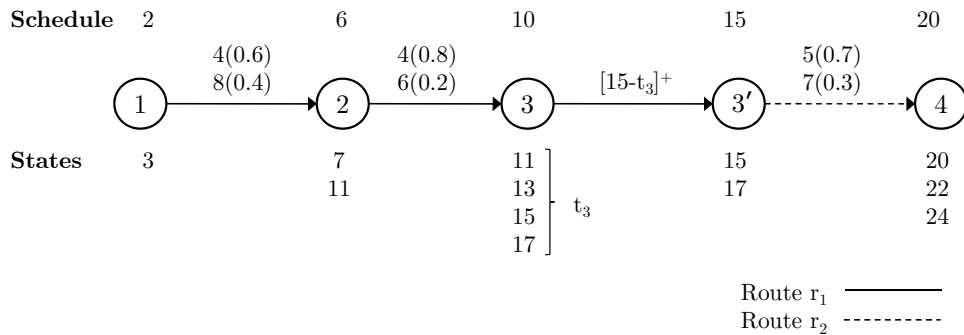 Schedule 2 6 10 15 20
4(0.6) 4(0.8) 5(0.7)
8(0.4) 6(0.2) [15-t₃]⁺ 7(0.3)
1 2 3 3′ 4
States 3 7 11 15 20
11 13 17 22
15 t₃ 24
17
Route r₁
Route r₂